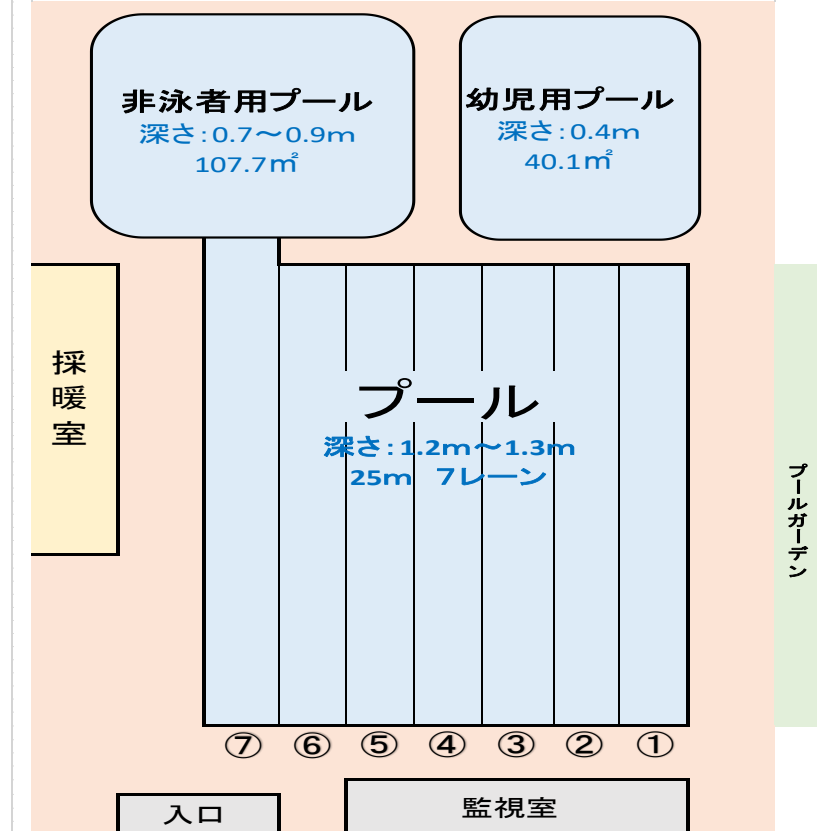 非泳者用プール
深さ:0.7～0.9m
107.7㎡
幼児用プール
深さ:0.4m
40.1㎡
採暖室
プール
深さ:1.2m～1.3m
25m 7レーン
プールガーデン
⑦ ⑥ ⑤ ④ ③ ② ①
入口
監視室